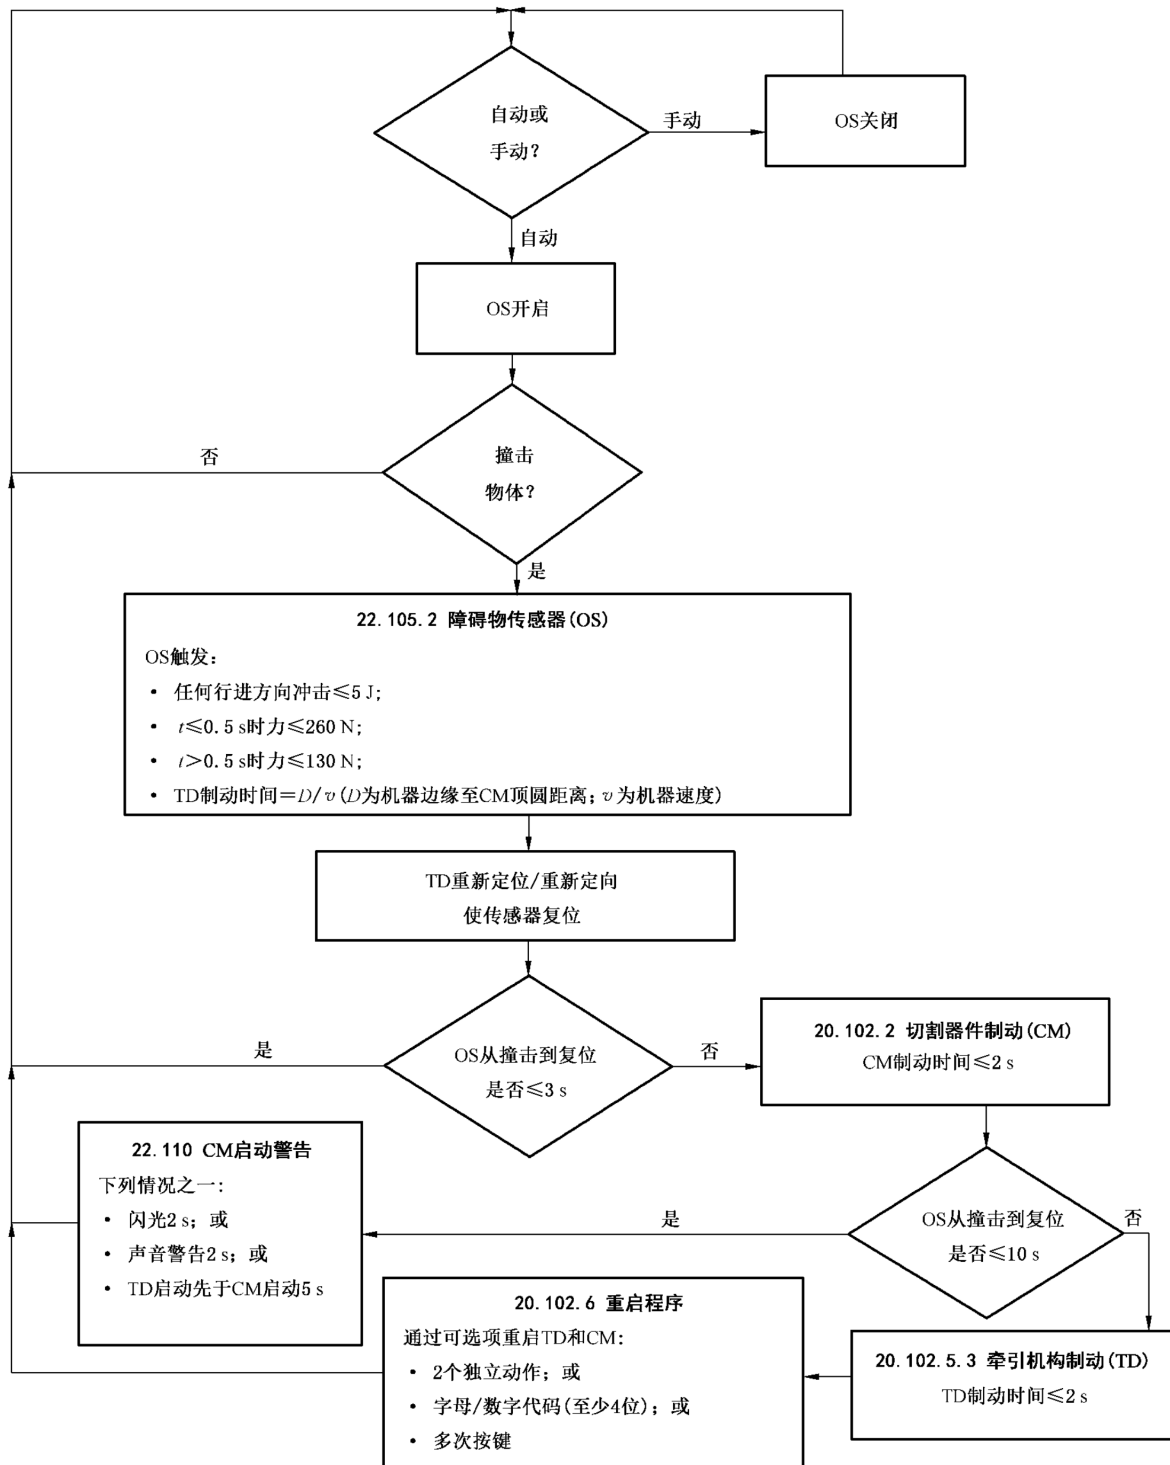 自动或
手动？
手动
OS关闭
自动
OS开启
撞击
物体？
否
是
22.105.2 障碍物传感器(OS)
OS触发：
• 任何行进方向冲击≤5 J；
• t≤0.5 s时力≤260 N；
• t>0.5 s时力≤130 N；
• TD制动时间=D/v(D为机器边缘至CM顶圆距离；v为机器速度)
TD重新定位/重新定向
使传感器复位
OS从撞击到复位
是否≤3 s
是
否
20.102.2 切割器件制动(CM)
CM制动时间≤2 s
OS从撞击到复位
是否≤10 s
是
否
22.110 CM启动警告
下列情况之一：
• 闪光2 s；或
• 声音警告2 s；或
• TD启动先于CM启动5 s
20.102.5.3 牵引机构制动(TD)
TD制动时间≤2 s
20.102.6 重启程序
通过可选项重启TD和CM：
• 2个独立动作；或
• 字母/数字代码(至少4位)；或
• 多次按键